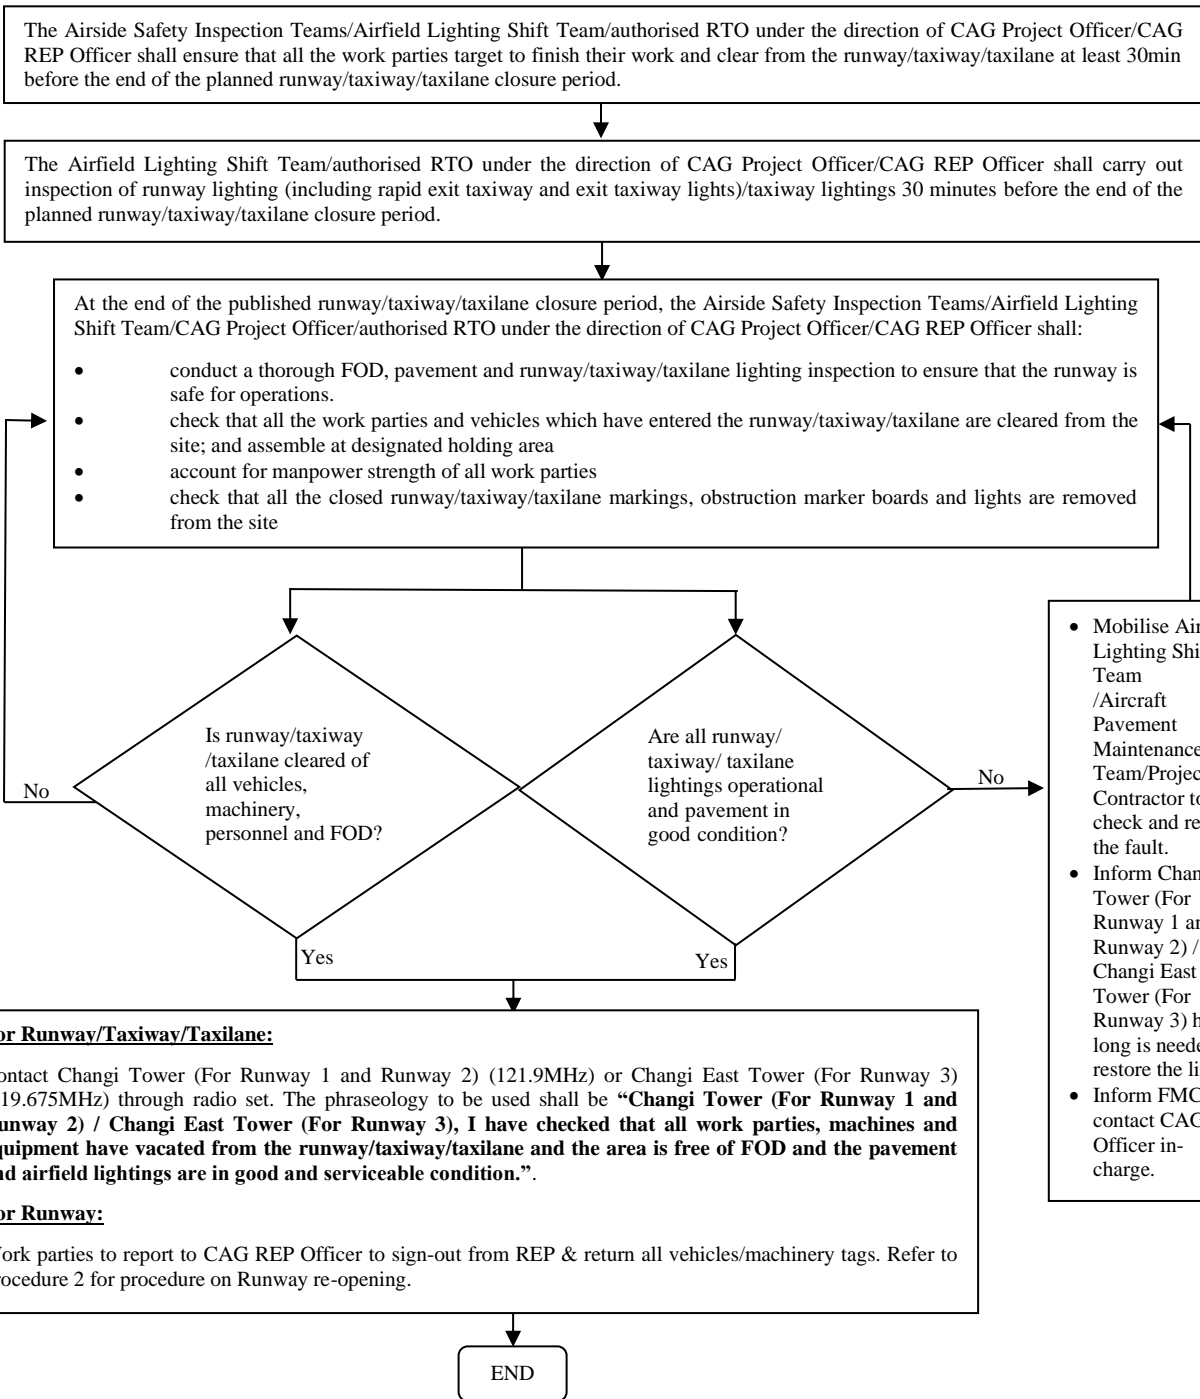 The Airside Safety Inspection Teams/Airfield Lighting Shift Team/authorised RTO under the direction of CAG Project Officer/CAG
REP Officer shall ensure that all the work parties target to finish their work and clear from the runway/taxiway/taxilane at least 30min
before the end of the planned runway/taxiway/taxilane closure period.
The Airfield Lighting Shift Team/authorised RTO under the direction of CAG Project Officer/CAG REP Officer shall carry out
inspection of runway lighting (including rapid exit taxiway and exit taxiway lights)/taxiway lightings 30 minutes before the end of the
planned runway/taxiway/taxilane closure period.
At the end of the published runway/taxiway/taxilane closure period, the Airside Safety Inspection Teams/Airfield Lighting
Shift Team/CAG Project Officer/authorised RTO under the direction of CAG Project Officer/CAG REP Officer shall:
• conduct a thorough FOD, pavement and runway/taxiway/taxilane lighting inspection to ensure that the runway is
safe for operations.
• check that all the work parties and vehicles which have entered the runway/taxiway/taxilane are cleared from the
site; and assemble at designated holding area
• account for manpower strength of all work parties
• check that all the closed runway/taxiway/taxilane markings, obstruction marker boards and lights are removed
from the site
Is runway/taxiway
/taxilane cleared of
all vehicles,
machinery,
personnel and FOD?
No
Yes
Are all runway/
taxiway/ taxilane
lightings operational
and pavement in
good condition?
No
Yes
• Mobilise Air
Lighting Shi
Team
/Aircraft
Pavement
Maintenance
Team/Projec
Contractor to
check and re
the fault.
• Inform Chan
Tower (For
Runway 1 an
Runway 2) /
Changi East
Tower (For
Runway 3) h
long is neede
restore the li
• Inform FMC
contact CAG
Officer in-
charge.
or Runway/Taxiway/Taxilane:
ontact Changi Tower (For Runway 1 and Runway 2) (121.9MHz) or Changi East Tower (For Runway 3)
19.675MHz) through radio set. The phraseology to be used shall be “Changi Tower (For Runway 1 and
unway 2) / Changi East Tower (For Runway 3), I have checked that all work parties, machines and
quipment have vacated from the runway/taxiway/taxilane and the area is free of FOD and the pavement
nd airfield lightings are in good and serviceable condition.”.
or Runway:
ork parties to report to CAG REP Officer to sign-out from REP & return all vehicles/machinery tags. Refer to
rocedure 2 for procedure on Runway re-opening.
END